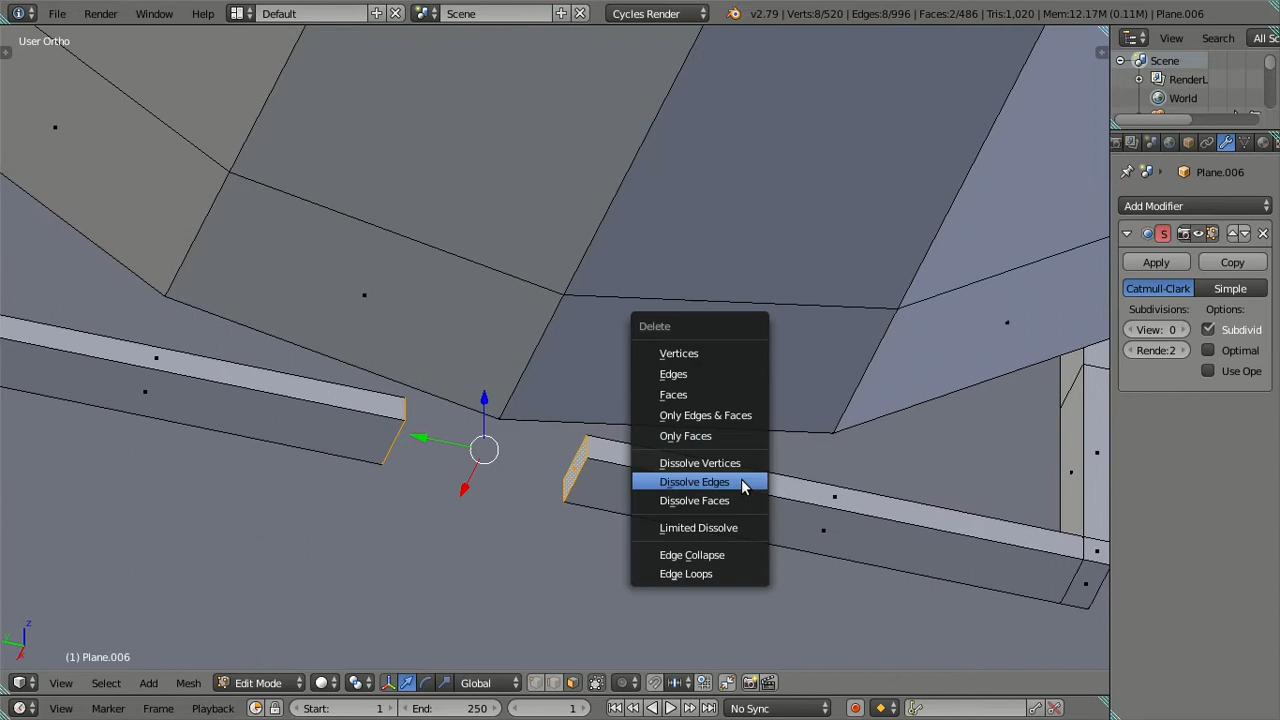 File Render Window Help Default Scene Cycles Render v2.79 | Verts:8/520 | Edges:8/996 | Faces:2/486 | Tris:1,020 | Mem:12.17M (0.11M) | Plane.006
User Ortho
View Search All Sc
Scene
RenderL
World
Plane.006
Add Modifier
S
Apply Copy
Catmull-Clark Simple
Subdivisions: Options:
View: 0 Subdivid
Rende:2 Optimal
Use Ope
Delete
Vertices
Edges
Faces
Only Edges & Faces
Only Faces
Dissolve Vertices
Dissolve Edges
Dissolve Faces
Limited Dissolve
Edge Collapse
Edge Loops
z
y
x
(1) Plane.006
View Select Add Mesh Edit Mode Global
View Marker Frame Playback Start: 1 End: 250 1 No Sync